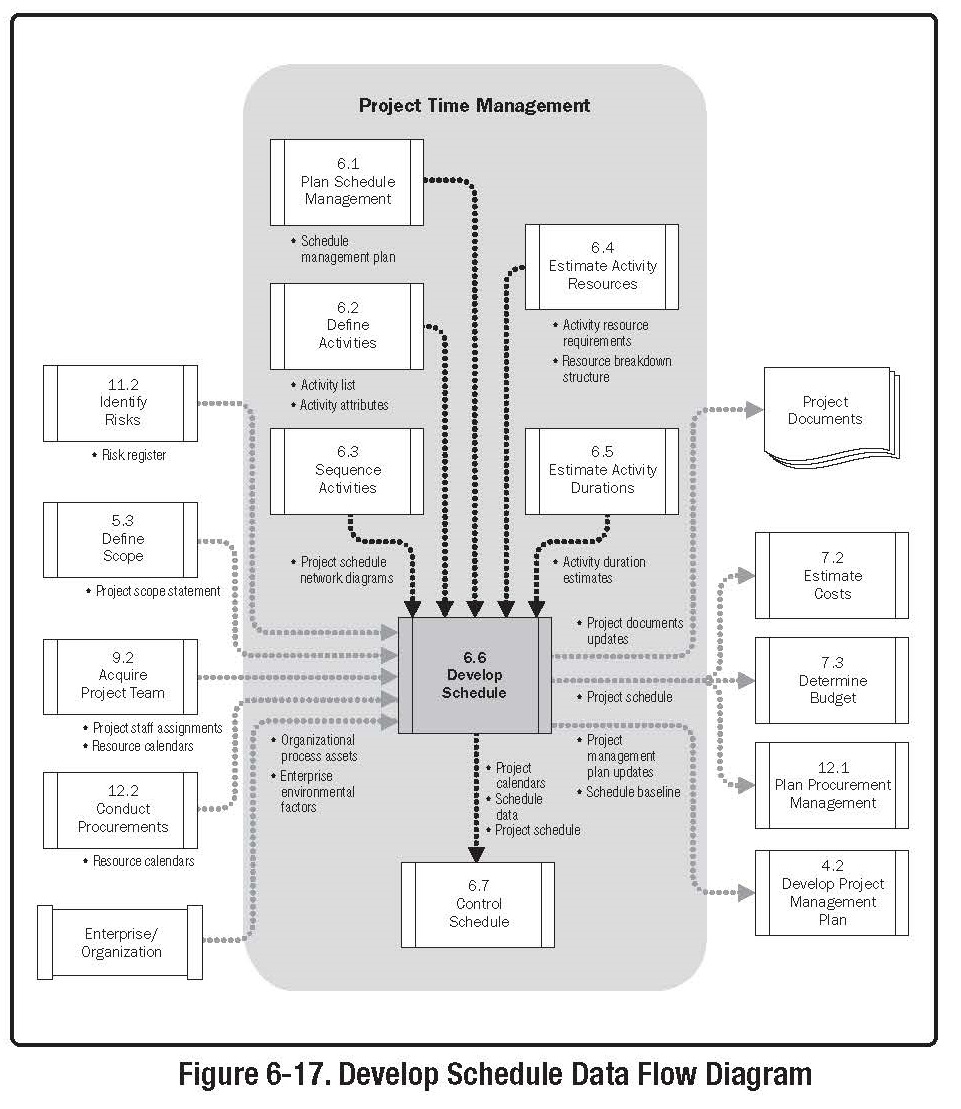 Project Time Management
6.1
Plan Schedule
Management
• Schedule
management plan
6.4
Estimate Activity
Resources
• Activity resource
requirements
• Resource breakdown
structure
6.2
Define
Activities
• Activity list
• Activity attributes
11.2
Identify
Risks
• Risk register
Project
Documents
6.3
Sequence
Activities
• Project schedule
network diagrams
6.5
Estimate Activity
Durations
• Activity duration
estimates
5.3
Define
Scope
• Project scope statement
7.2
Estimate
Costs
6.6
Develop
Schedule
• Project documents
updates
• Project schedule
9.2
Acquire
Project Team
• Project staff assignments
• Resource calendars
7.3
Determine
Budget
• Organizational
process assets
• Enterprise
environmental
factors
• Project
calendars
• Schedule
data
• Project schedule
• Project
management
plan updates
• Schedule baseline
12.2
Conduct
Procurements
• Resource calendars
12.1
Plan Procurement
Management
6.7
Control
Schedule
4.2
Develop Project
Management
Plan
Enterprise/
Organization
Figure 6-17. Develop Schedule Data Flow Diagram